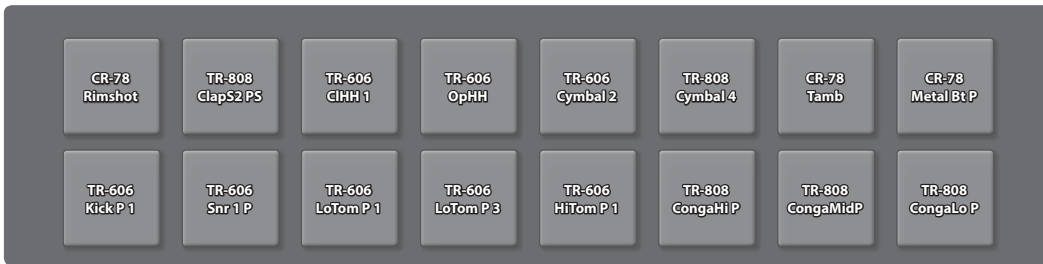 CR-78
Rimshot
TR-808
ClapS2 PS
TR-606
ClHH 1
TR-606
OpHH
TR-606
Cymbal 2
TR-808
Cymbal 4
CR-78
Tamb
CR-78
Metal Bt P
TR-606
Kick P 1
TR-606
Snr 1 P
TR-606
LoTom P 1
TR-606
LoTom P 3
TR-606
HiTom P 1
TR-808
CongaHi P
TR-808
CongaMidP
TR-808
CongaLo P